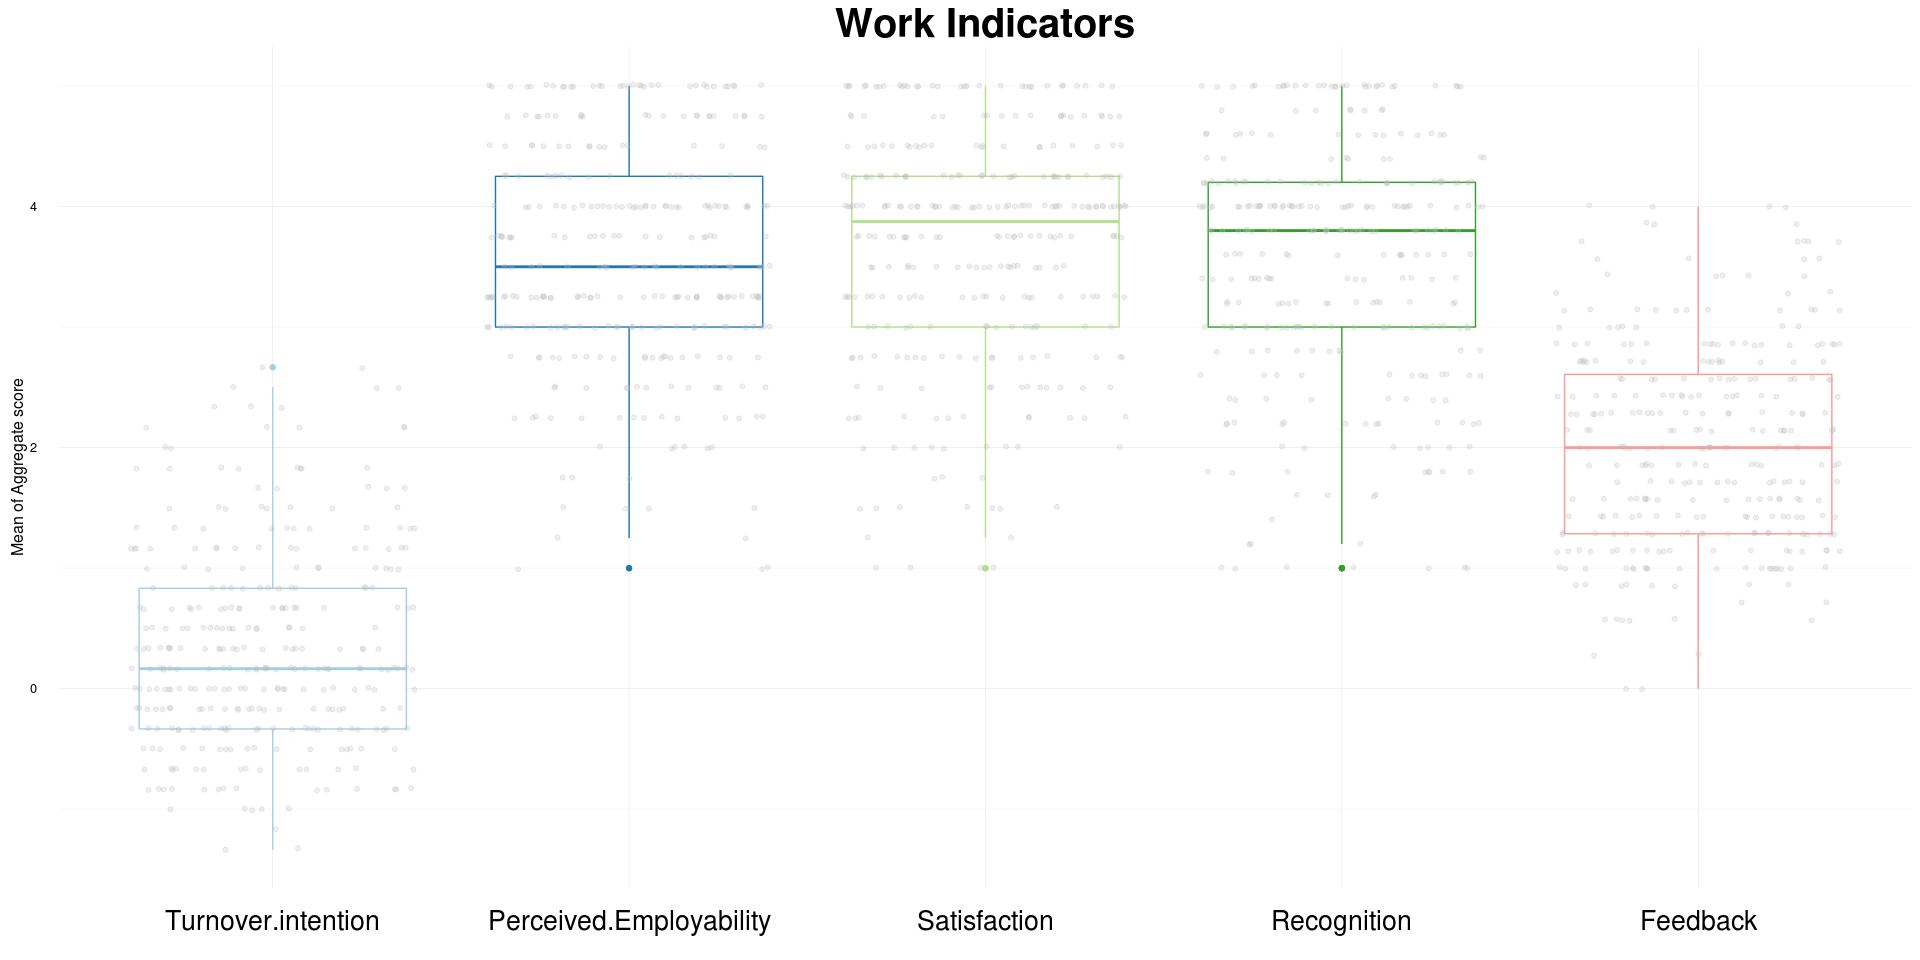 Work Indicators
Mean of Aggregate score
4
2
0
Turnover.intention
Perceived.Employability
Satisfaction
Recognition
Feedback